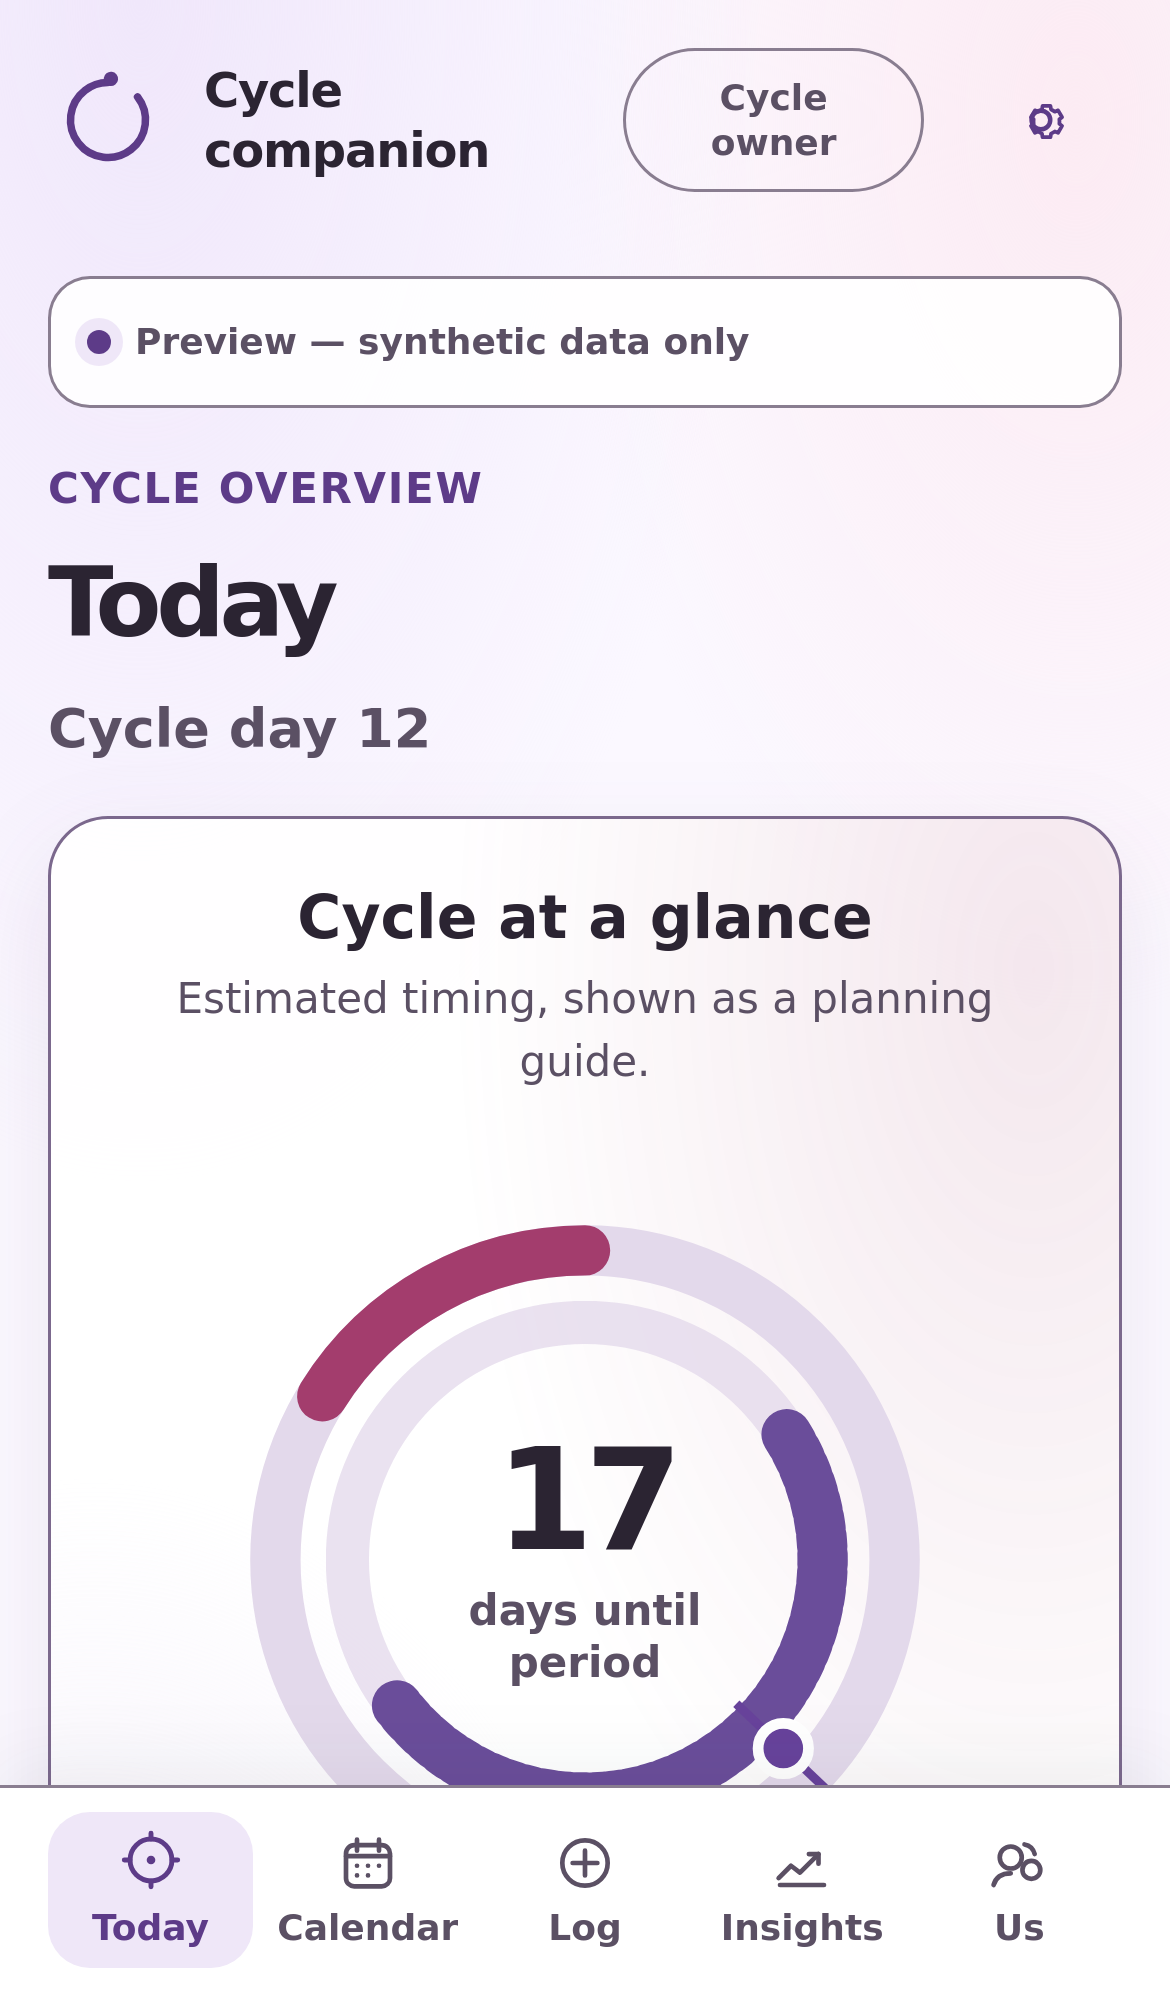 Cycle
companion
Cycle
owner
Preview — synthetic data only
CYCLE OVERVIEW
Today
Cycle day 12
Cycle at a glance
Estimated timing, shown as a planning
guide.
17
days until
period
Today
Calendar
Log
Insights
Us